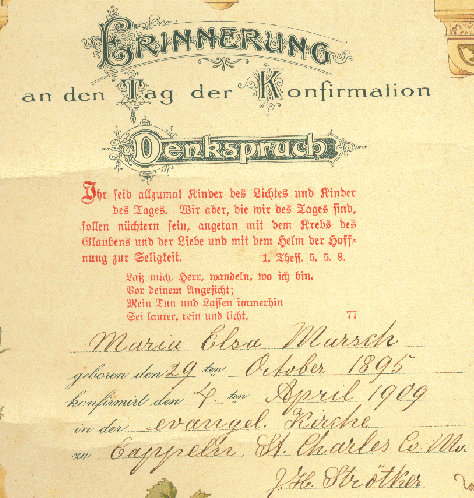 Erinnerung
an den Tag der Konfirmation
Denkspruch
Ihr seid allzumal Kinder des Lichtes und Kinder
des Tages. Wir aber, die wir des Tages sind,
sollen nüchtern sein, angetan mit dem Krebs des
Glaubens und der Liebe und mit dem Helm der Hoff-
nung zur Seligkeit. 1. Thess. 5, 5. 8.
Laß mich, Herr, wandeln, wo ich bin.
Vor deinem Angesicht;
Mein Tun und Lassen immerhin
Sei lauter, rein und licht. 77
Maria Elsa Mursch
geboren den 29 ten October 1895
konfirmirt den 4 ten April 1909
in der evangel. Kirche
zu Cappeln, St. Charles Co. Mo.
J. H. Strötker